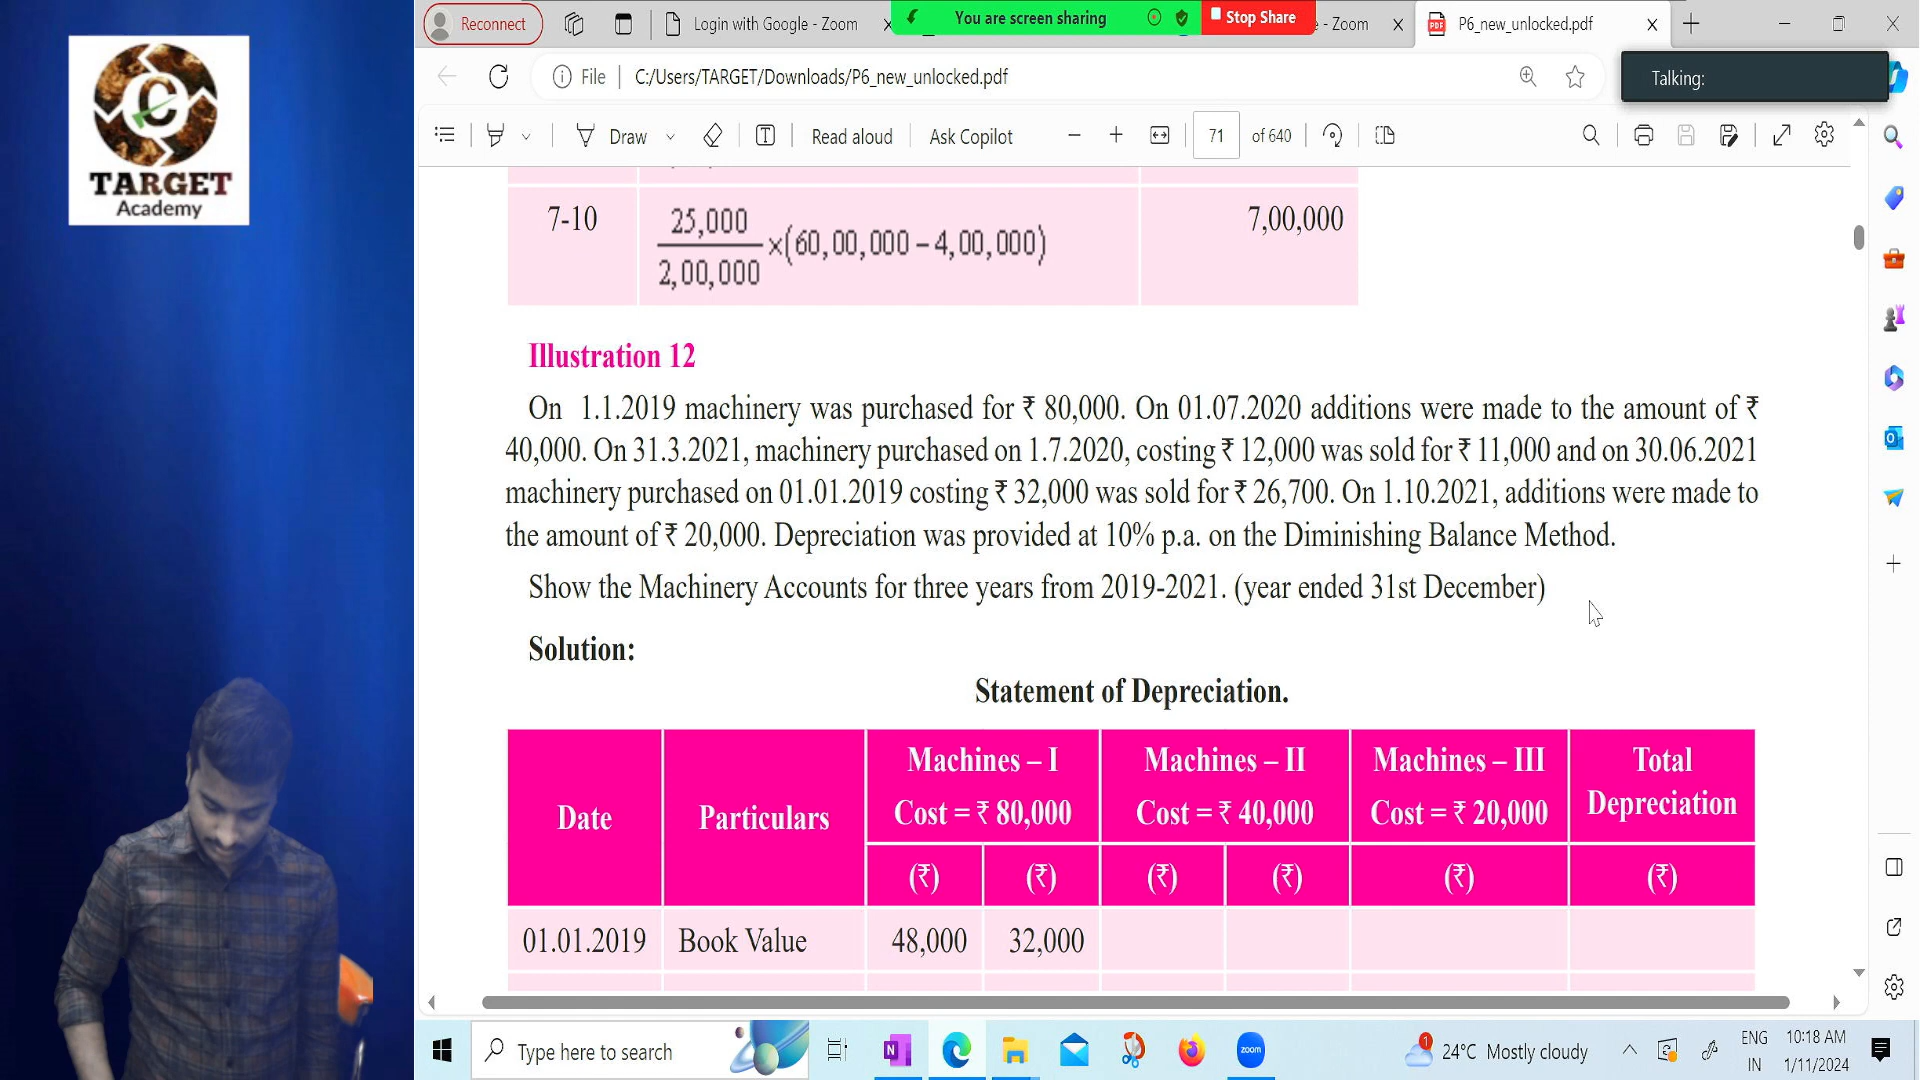 TARGET
Academy
Reconnect
Login with Google - Zoom
You are screen sharing
Stop Share
- Zoom
P6_new_unlocked.pdf
File
C:/Users/TARGET/Downloads/P6_new_unlocked.pdf
Talking:
Draw
Read aloud
Ask Copilot
71
of 640
7-10
25,000
2,00,000
×(60,00,000 – 4,00,000)
7,00,000
Illustration 12
On 1.1.2019 machinery was purchased for ₹ 80,000. On 01.07.2020 additions were made to the amount of ₹
40,000. On 31.3.2021, machinery purchased on 1.7.2020, costing ₹ 12,000 was sold for ₹ 11,000 and on 30.06.2021
machinery purchased on 01.01.2019 costing ₹ 32,000 was sold for ₹ 26,700. On 1.10.2021, additions were made to
the amount of ₹ 20,000. Depreciation was provided at 10% p.a. on the Diminishing Balance Method.
Show the Machinery Accounts for three years from 2019-2021. (year ended 31st December)
Solution:
Statement of Depreciation.
Date
Particulars
Machines – I
Cost = ₹ 80,000
Machines – II
Cost = ₹ 40,000
Machines – III
Cost = ₹ 20,000
Total
Depreciation
(₹) (₹) (₹) (₹) (₹) (₹)
01.01.2019 Book Value 48,000 32,000
Type here to search
zoom
1
24°C Mostly cloudy
ENG
IN
10:18 AM
1/11/2024